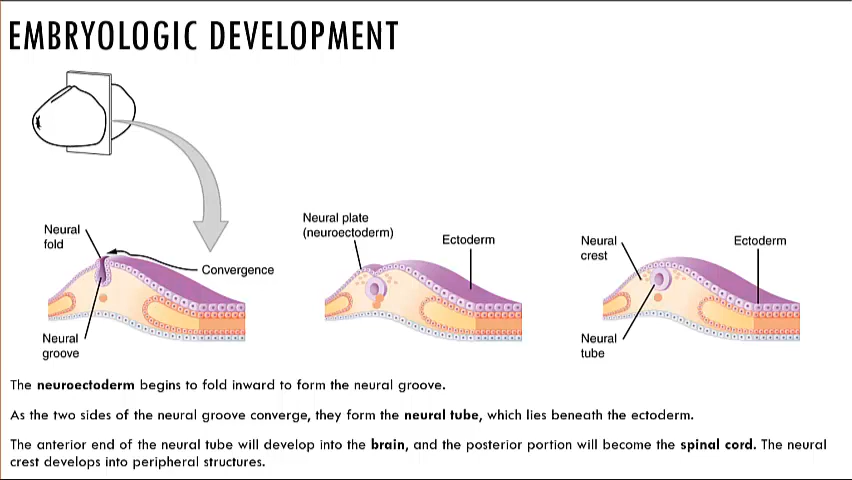 EMBRYOLOGIC DEVELOPMENT
Neural
fold
Convergence
Neural
groove
Neural plate
(neuroectoderm)
Ectoderm
Neural
crest
Ectoderm
Neural
tube
The neuroectoderm begins to fold inward to form the neural groove.
As the two sides of the neural groove converge, they form the neural tube, which lies beneath the ectoderm.
The anterior end of the neural tube will develop into the brain, and the posterior portion will become the spinal cord. The neural
crest develops into peripheral structures.